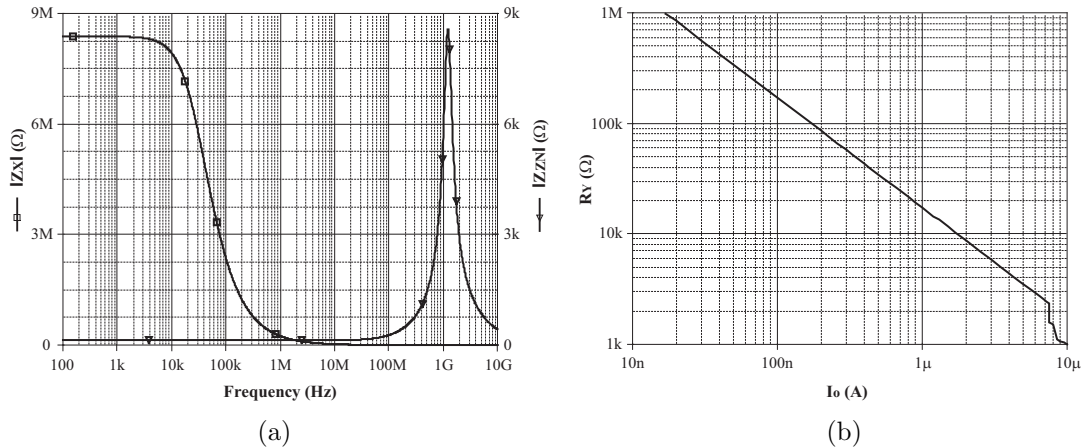 9M
6M
3M
0
|ZX| (Ω)
9k
6k
3k
0
|ZZN| (Ω)
100 1k 10k 100k 1M 10M 100M 1G 10G
Frequency (Hz)
(a)
1M
100k
10k
1k
RY (Ω)
10n 100n 1µ 10µ
Io (A)
(b)